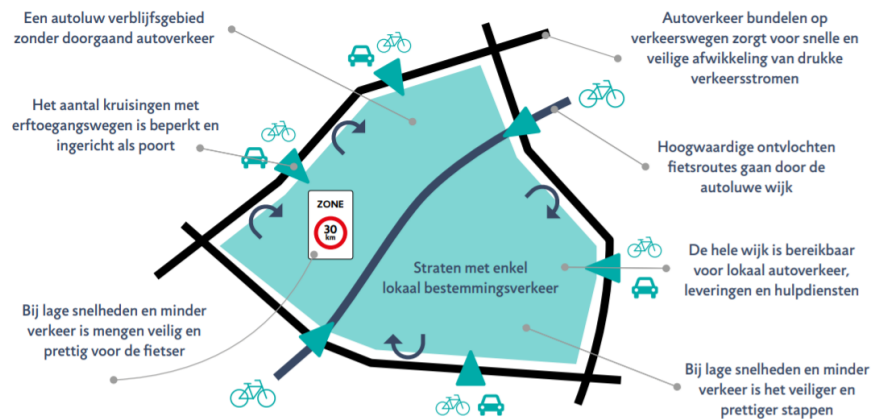 Een autoluw verblijfsgebied
zonder doorgaand autoverkeer
Autoverkeer bundelen op
verkeerswegen zorgt voor snelle en
veilige afwikkeling van drukke
verkeersstromen
Het aantal kruisingen met
erftoegangswegen is beperkt en
ingericht als poort
Hoogwaardige ontvlochten
fietsroutes gaan door de
autoluwe wijk
ZONE
30
km
Straten met enkel
lokaal bestemmingsverkeer
De hele wijk is bereikbaar
voor lokaal autoverkeer,
leveringen en hulpdiensten
Bij lage snelheden en minder
verkeer is mengen veilig en
prettig voor de fietser
Bij lage snelheden en minder
verkeer is het veiliger en
prettiger stappen